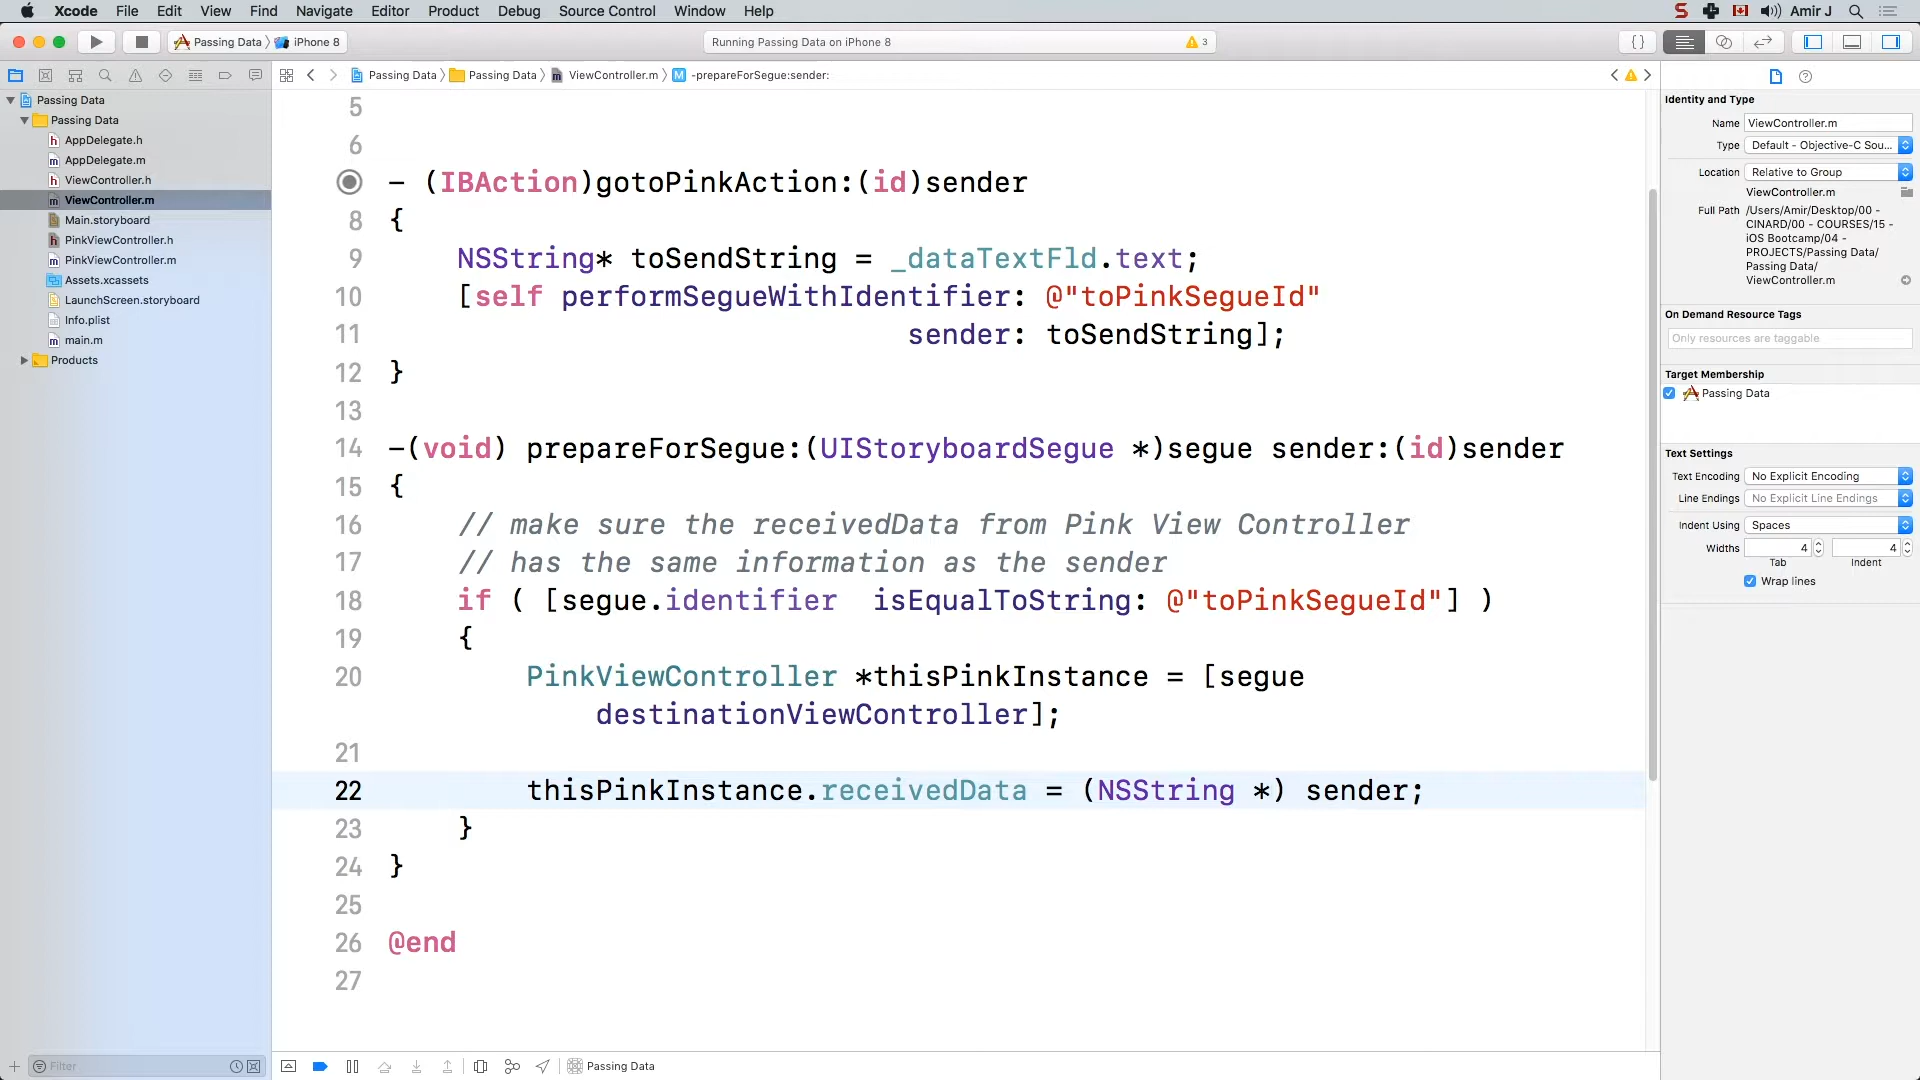 Xcode File Edit View Find Navigate Editor Product Debug Source Control Window Help
Amir J
Passing Data iPhone 8
Running Passing Data on iPhone 8
3
Passing Data Passing Data ViewController.m M -prepareForSegue:sender:
Passing Data
Passing Data
AppDelegate.h
AppDelegate.m
ViewController.h
ViewController.m
Main.storyboard
PinkViewController.h
PinkViewController.m
Assets.xcassets
LaunchScreen.storyboard
Info.plist
main.m
Products
Filter
5
6
- (IBAction)gotoPinkAction:(id)sender
8 {
9 NSString* toSendString = _dataTextFld.text;
10 [self performSegueWithIdentifier: @"toPinkSegueId"
11 sender: toSendString];
12 }
13
14 -(void) prepareForSegue:(UIStoryboardSegue *)segue sender:(id)sender
15 {
16 // make sure the receivedData from Pink View Controller
17 // has the same information as the sender
18 if ( [segue.identifier isEqualToString: @"toPinkSegueId"] )
19 {
20 PinkViewController *thisPinkInstance = [segue
destinationViewController];
21
22 thisPinkInstance.receivedData = (NSString *) sender;
23 }
24 }
25
26 @end
27
Passing Data
Identity and Type
Name ViewController.m
Type Default - Objective-C Sou...
Location Relative to Group
ViewController.m
Full Path /Users/Amir/Desktop/00 -
CINARD/00 - COURSES/15 -
iOS Bootcamp/04 -
PROJECTS/Passing Data/
Passing Data/
ViewController.m
On Demand Resource Tags
Only resources are taggable
Target Membership
Passing Data
Text Settings
Text Encoding No Explicit Encoding
Line Endings No Explicit Line Endings
Indent Using Spaces
Widths 4 4
Tab Indent
Wrap lines